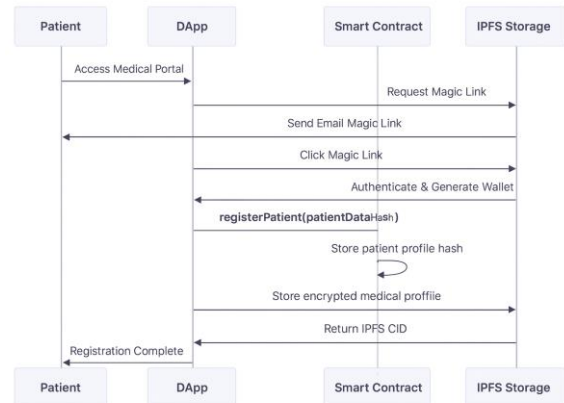 Patient DApp Smart Contract IPFS Storage
Access Medical Portal
Request Magic Link
Send Email Magic Link
Click Magic Link
Authenticate & Generate Wallet
registerPatient(patientDataHash)
Store patient profile hash
Store encrypted medical proffile
Return IPFS CID
Registration Complete
Patient DApp Smart Contract IPFS Storage